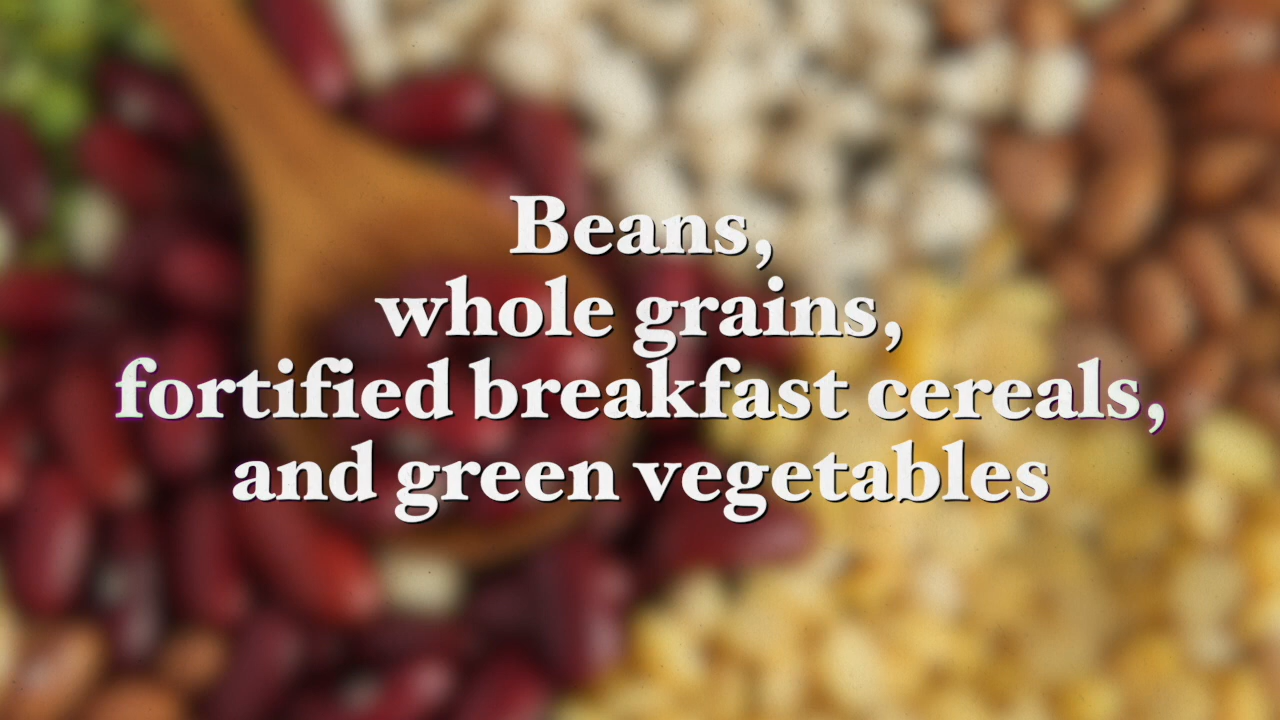 Beans,
whole grains,
fortified breakfast cereals,
and green vegetables